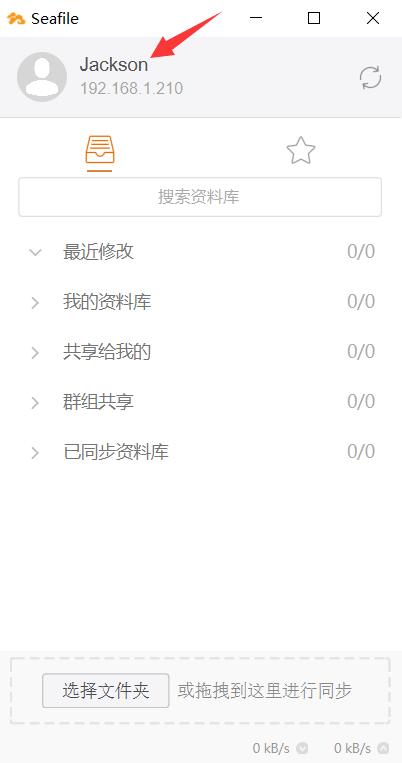 Seafile
Jackson
192.168.1.210
搜索资料库
最近修改 0/0
我的资料库 0/0
共享给我的 0/0
群组共享 0/0
已同步资料库 0/0
选择文件夹 或拖拽到这里进行同步
0 kB/s 0 kB/s